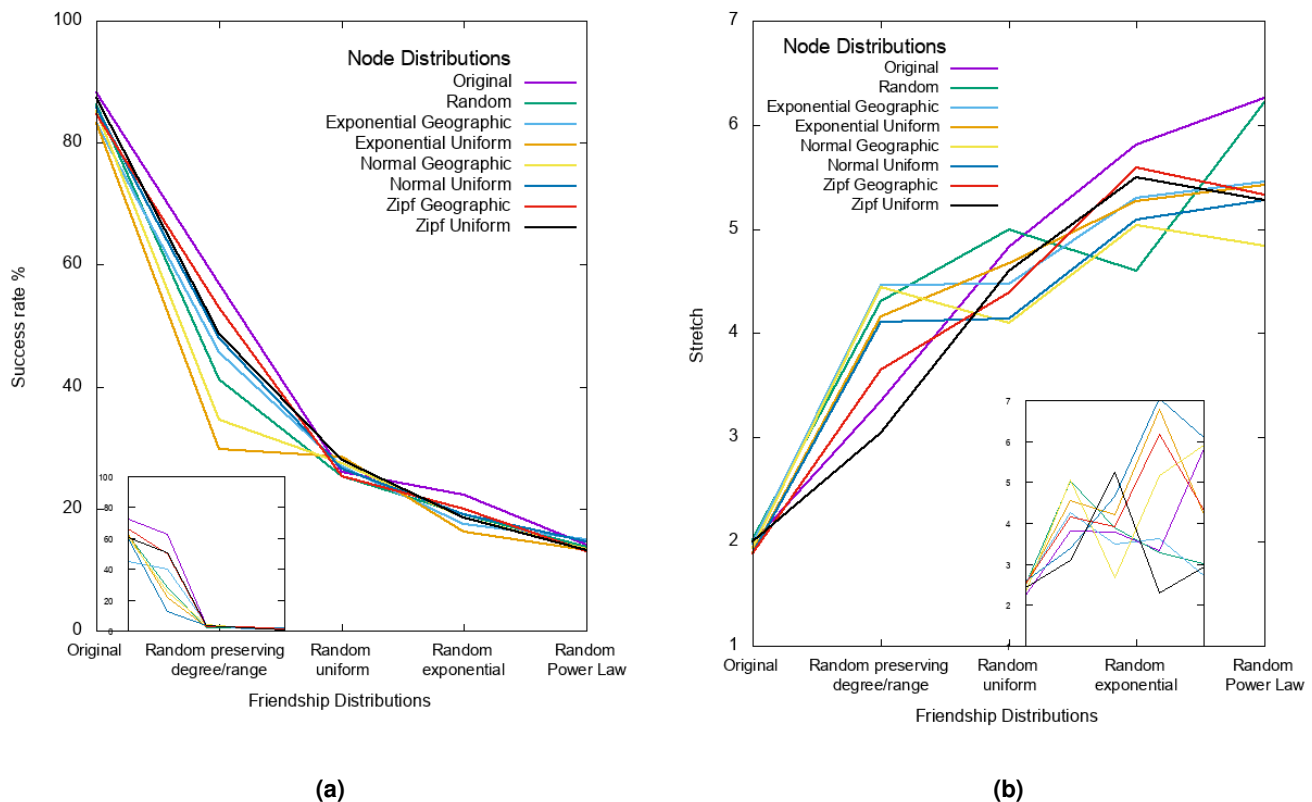 100
80
60
40
20
0
Success rate %
Node Distributions
Original
Random
Exponential Geographic
Exponential Uniform
Normal Geographic
Normal Uniform
Zipf Geographic
Zipf Uniform
100
80
60
40
20
0
Original
Random preserving
degree/range
Random
uniform
Random
exponential
Random
Power Law
Friendship Distributions
(a)
7
6
5
4
3
2
1
Stretch
Node Distributions
Original
Random
Exponential Geographic
Exponential Uniform
Normal Geographic
Normal Uniform
Zipf Geographic
Zipf Uniform
7
6
5
4
3
2
Original
Random preserving
degree/range
Random
uniform
Random
exponential
Random
Power Law
Friendship Distributions
(b)